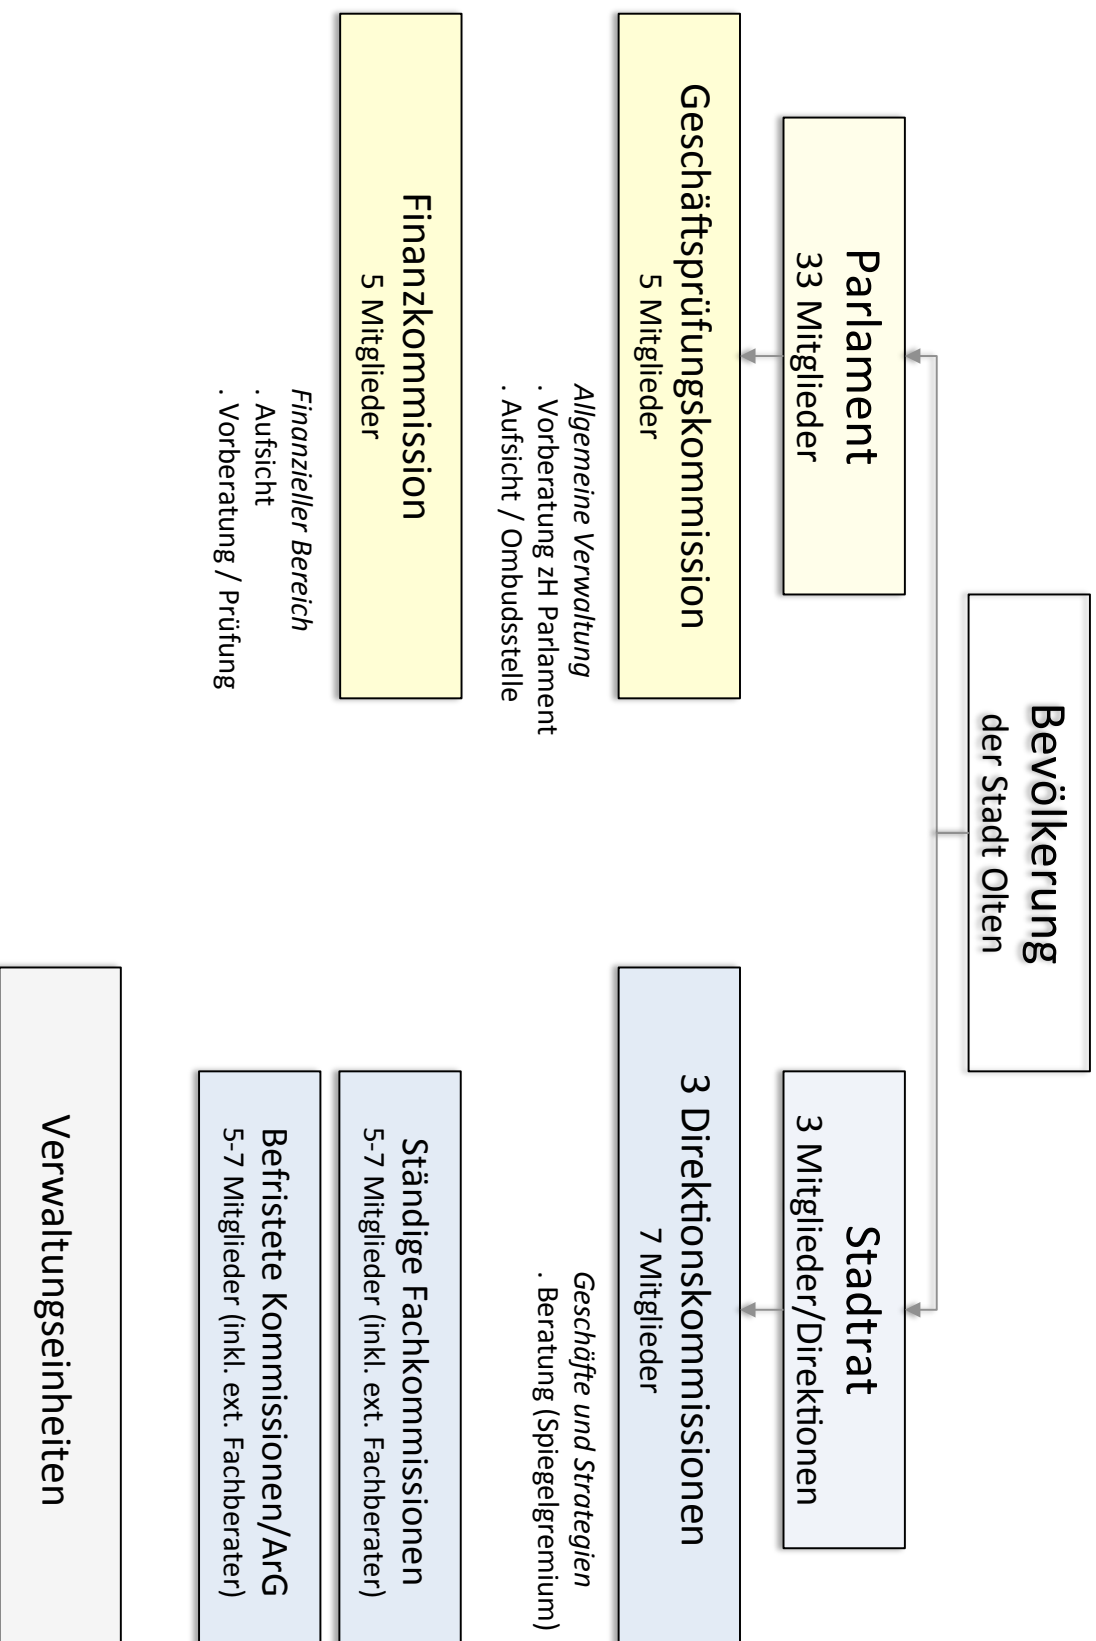 Bevölkerung
der Stadt Olten
Parlament
33 Mitglieder
Stadtrat
3 Mitglieder/Direktionen
Geschäftsprüfungskommission
5 Mitglieder
Allgemeine Verwaltung
. Vorberatung zH Parlament
. Aufsicht / Ombudsstelle
Finanzkommission
5 Mitglieder
Finanzieller Bereich
. Aufsicht
. Vorberatung / Prüfung
3 Direktionskommissionen
7 Mitglieder
Geschäfte und Strategien
. Beratung (Spiegelgremium)
Ständige Fachkommissionen
5-7 Mitglieder (inkl. ext. Fachberater)
Befristete Kommissionen/ArG
5-7 Mitglieder (inkl. ext. Fachberater)
Verwaltungseinheiten